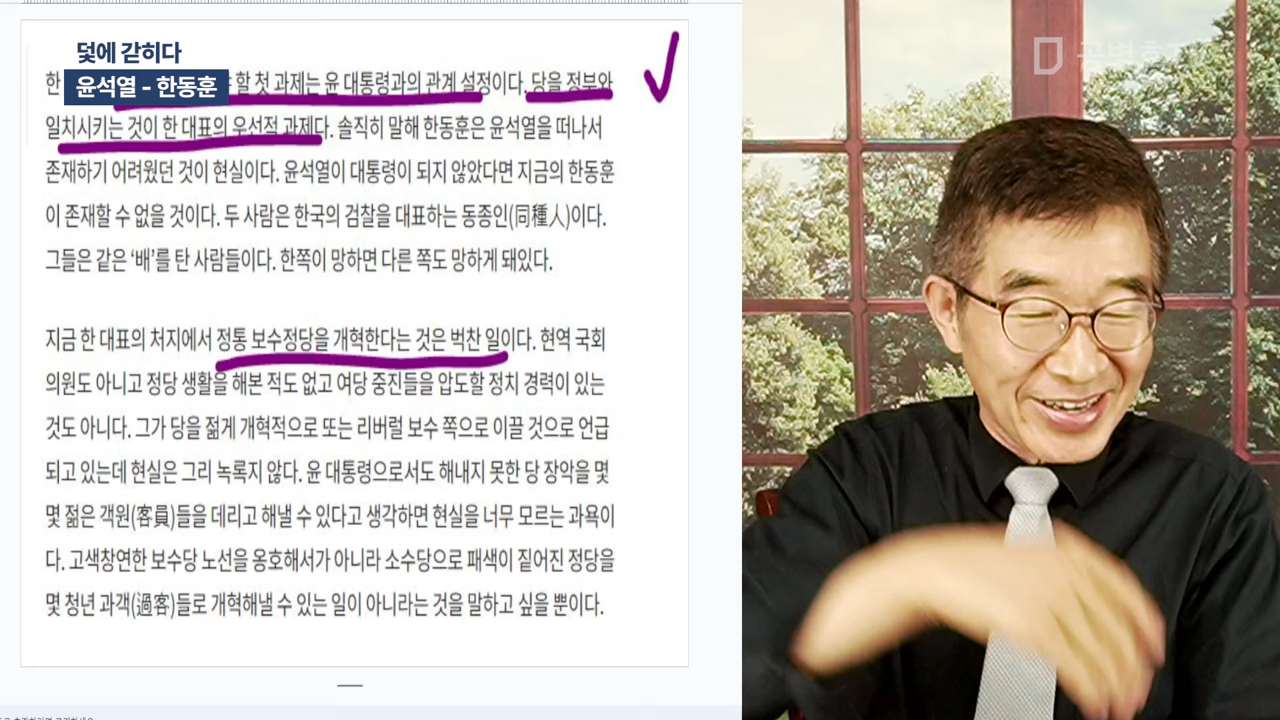 덫에 갇히다
윤석열 - 한동훈
한 할 첫 과제는 윤 대통령과의 관계 설정이다. 당을 정부와
일치시키는 것이 한 대표의 우선적 과제다. 솔직히 말해 한동훈은 윤석열을 떠나서
존재하기 어려웠던 것이 현실이다. 윤석열이 대통령이 되지 않았다면 지금의 한동훈
이 존재할 수 없을 것이다. 두 사람은 한국의 검찰을 대표하는 동종인(同種人)이다.
그들은 같은 ‘배’를 탄 사람들이다. 한쪽이 망하면 다른 쪽도 망하게 돼있다.
지금 한 대표의 처지에서 정통 보수정당을 개혁한다는 것은 벅찬 일이다. 현역 국회
의원도 아니고 정당 생활을 해본 적도 없고 여당 중진들을 압도할 정치 경력이 있는
것도 아니다. 그가 당을 젊게 개혁적으로 또는 리버럴 보수 쪽으로 이끌 것으로 언급
되고 있는데 현실은 그리 녹록지 않다. 윤 대통령으로서도 해내지 못한 당 장악을 몇
몇 젊은 객원(客員)들을 데리고 해낼 수 있다고 생각하면 현실을 너무 모르는 과욕이
다. 고색창연한 보수당 노선을 옹호해서가 아니라 소수당으로 패색이 짙어진 정당을
몇 청년 과객(過客)들로 개혁해낼 수 있는 일이 아니라는 것을 말하고 싶을 뿐이다.